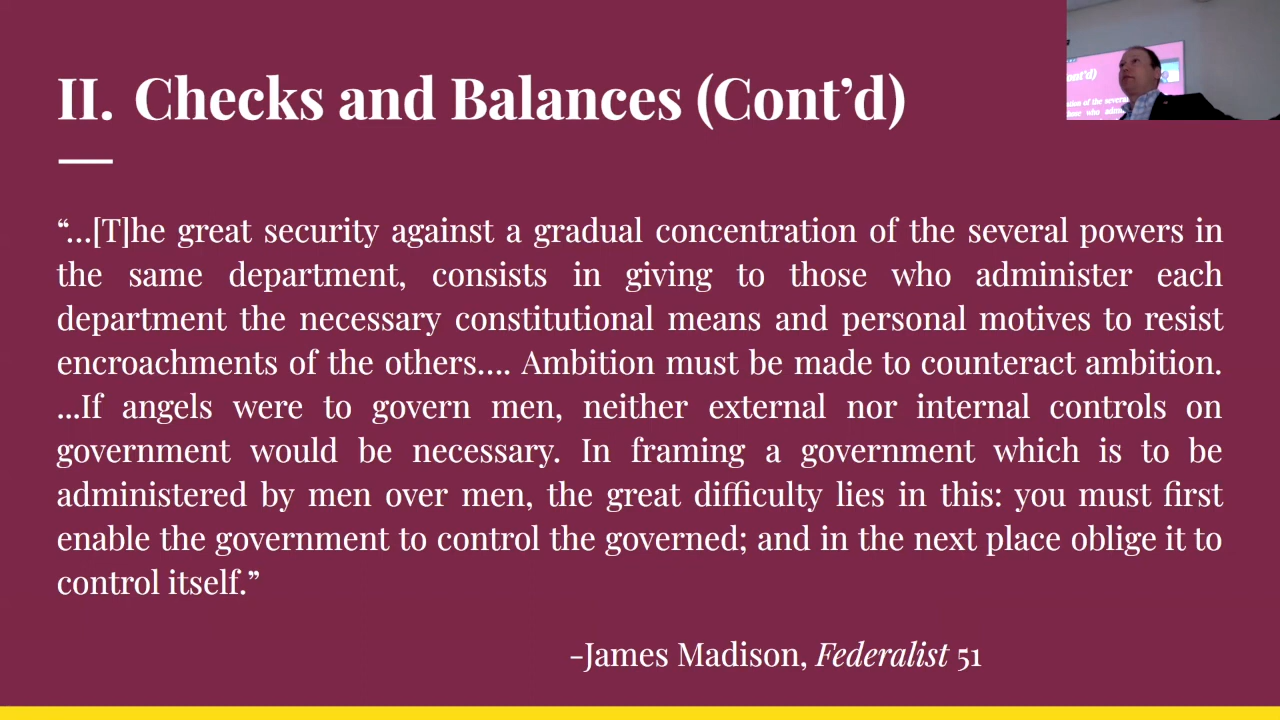 II. Checks and Balances (Cont’d)
“...[T]he great security against a gradual concentration of the several powers in
the same department, consists in giving to those who administer each
department the necessary constitutional means and personal motives to resist
encroachments of the others.... Ambition must be made to counteract ambition.
...If angels were to govern men, neither external nor internal controls on
government would be necessary. In framing a government which is to be
administered by men over men, the great difficulty lies in this: you must first
enable the government to control the governed; and in the next place oblige it to
control itself.”
-James Madison, Federalist 51
ont’d)